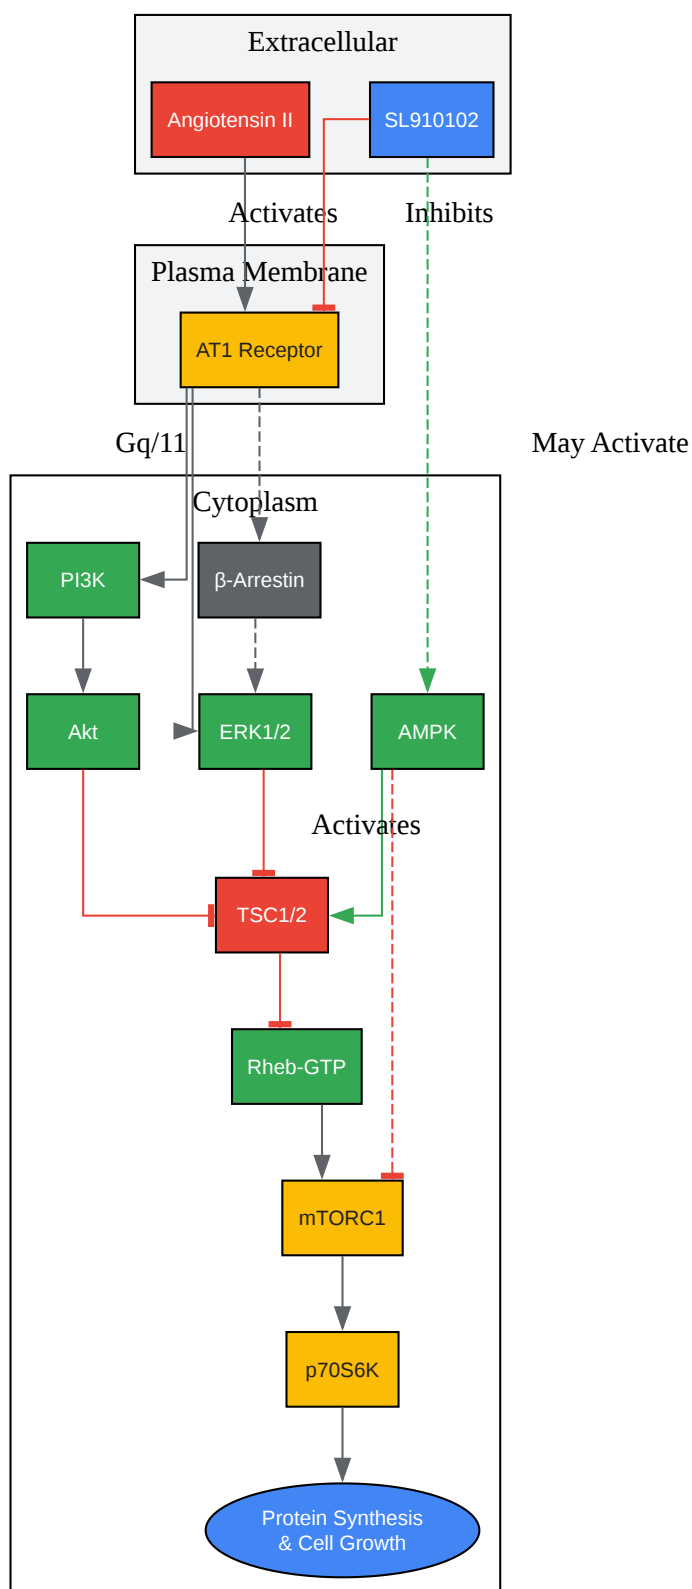 Extracellular
Angiotensin II
SL910102
Activates
Inhibits
Plasma Membrane
AT1 Receptor
Gq/11
May Activate
Cytoplasm
PI3K
β-Arrestin
Akt
ERK1/2
AMPK
Activates
TSC1/2
Rheb-GTP
mTORC1
p70S6K
Protein Synthesis
& Cell Growth